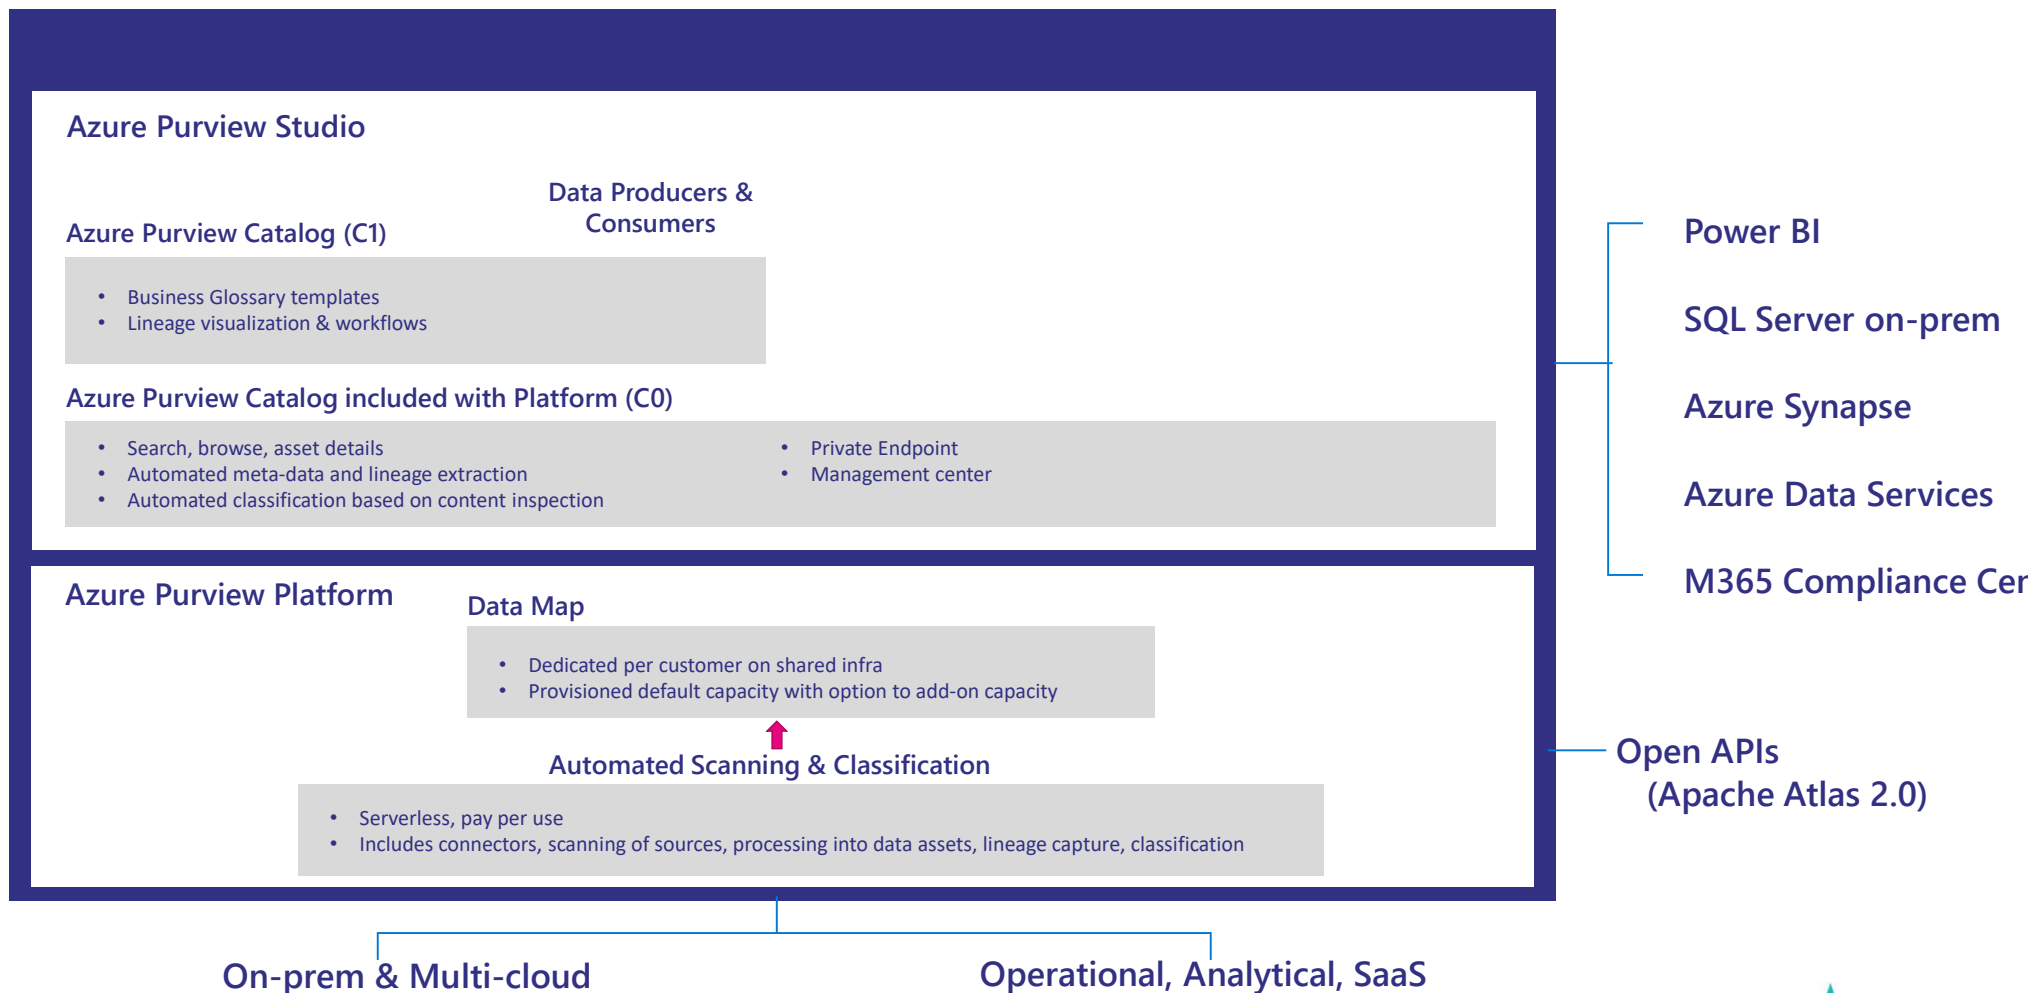 Azure Purview Studio
Data Producers &
Consumers
Azure Purview Catalog (C1)
• Business Glossary templates
• Lineage visualization & workflows
Azure Purview Catalog included with Platform (C0)
• Search, browse, asset details
• Automated meta-data and lineage extraction
• Automated classification based on content inspection
• Private Endpoint
• Management center
Azure Purview Platform
Data Map
• Dedicated per customer on shared infra
• Provisioned default capacity with option to add-on capacity
Automated Scanning & Classification
• Serverless, pay per use
• Includes connectors, scanning of sources, processing into data assets, lineage capture, classification
On-prem & Multi-cloud
Operational, Analytical, SaaS
Power BI
SQL Server on-prem
Azure Synapse
Azure Data Services
M365 Compliance Cen
Open APIs
(Apache Atlas 2.0)